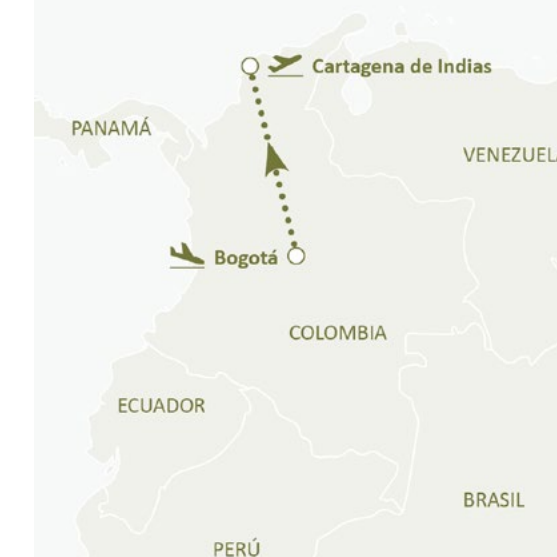 Cartagena de Indias
PANAMÁ
VENEZUELA
Bogotá
COLOMBIA
ECUADOR
BRASIL
PERÚ